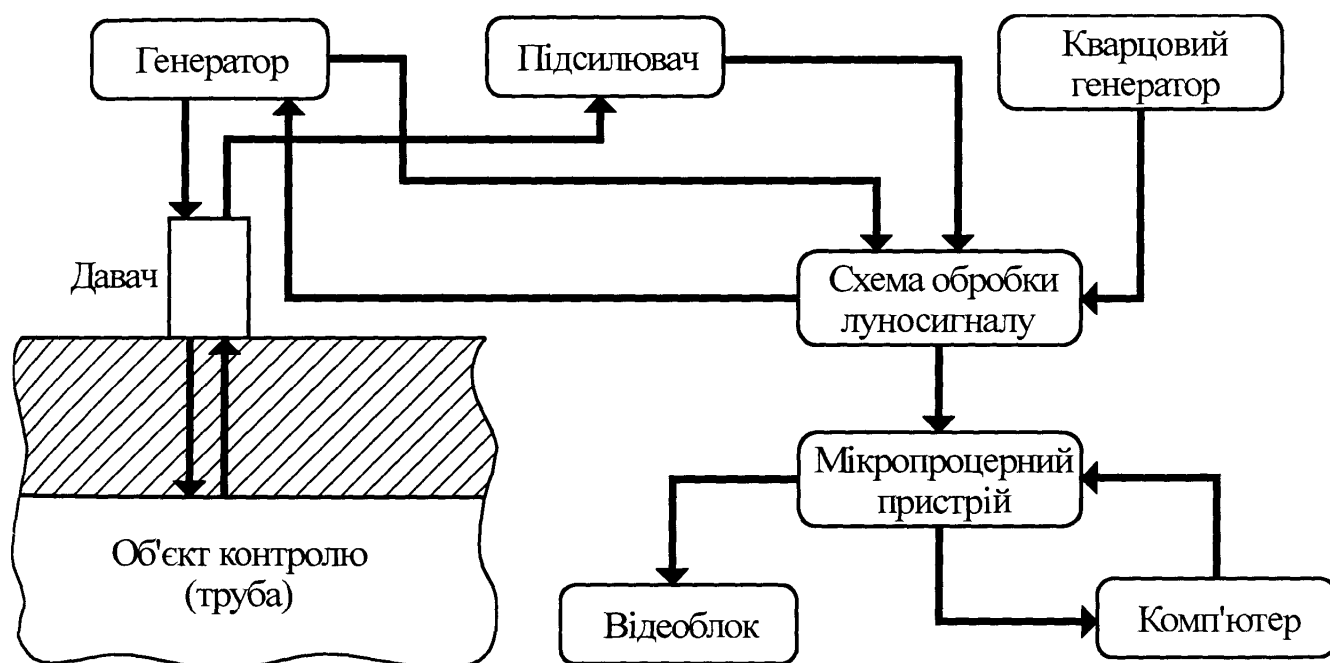 Генератор
Підсилювач
Кварцовий
генератор
Давач
Схема обробки
луносигналу
Мікропроцерний
пристрій
Об'єкт контролю
(труба)
Відеоблок
Комп'ютер